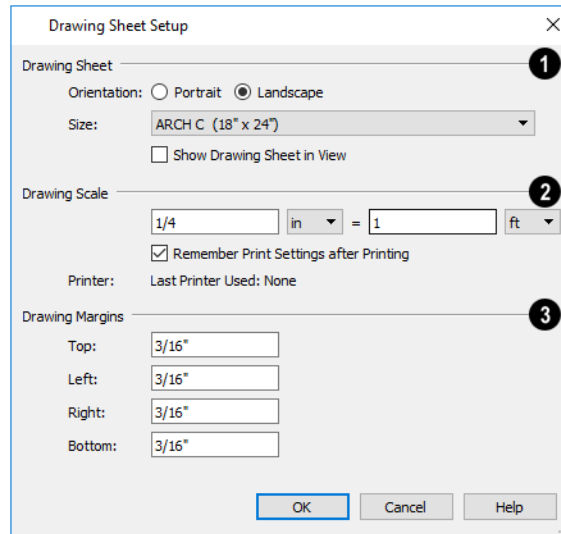 Drawing Sheet Setup
Drawing Sheet 1
Orientation: Portrait Landscape
Size: ARCH C (18" x 24")
Show Drawing Sheet in View
Drawing Scale 2
1/4 in = 1 ft
Remember Print Settings after Printing
Printer: Last Printer Used: None
Drawing Margins 3
Top: 3/16"
Left: 3/16"
Right: 3/16"
Bottom: 3/16"
OK Cancel Help